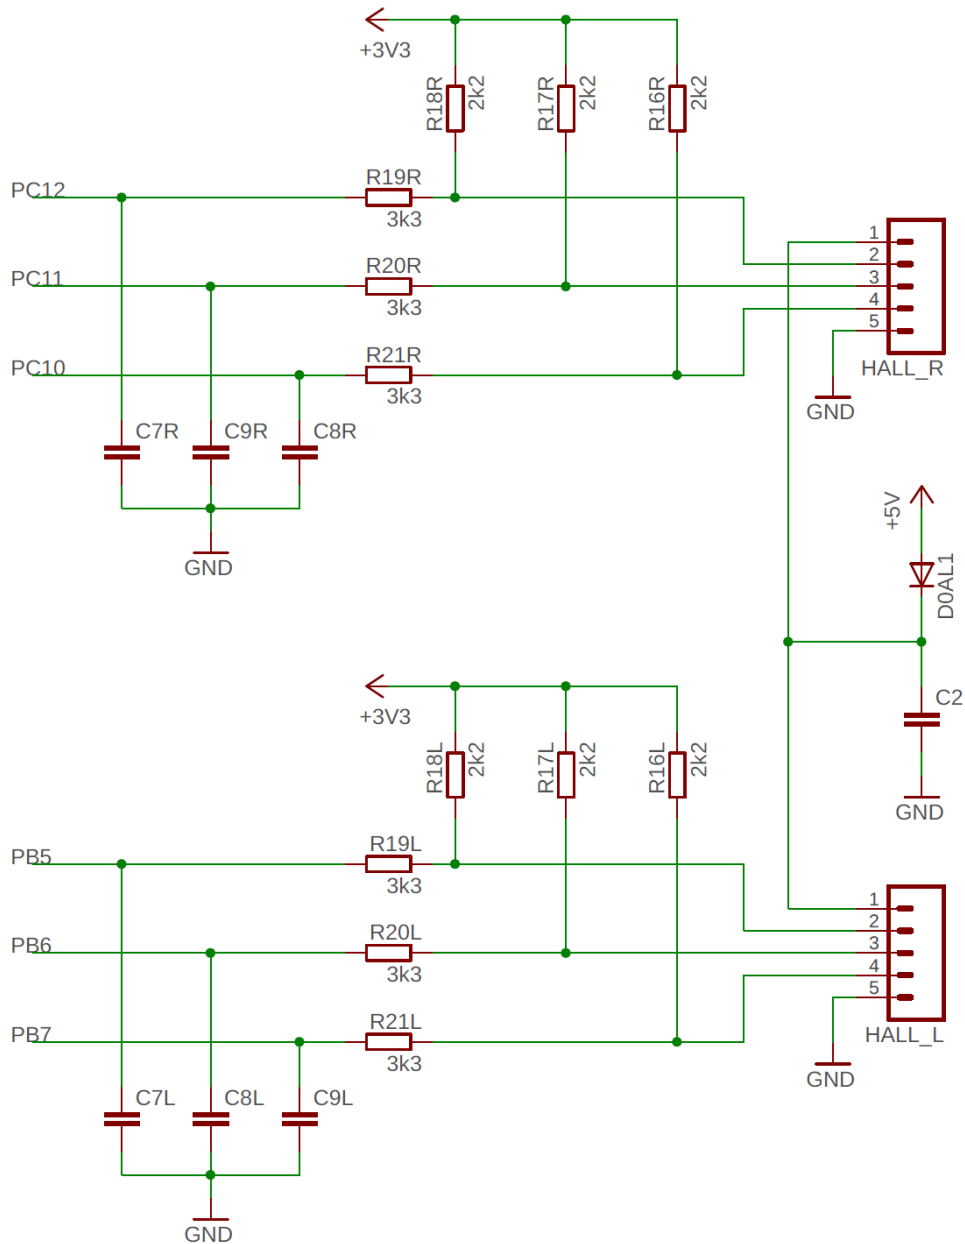 +3V3
R18R
2k2
R17R
2k2
R16R
2k2
PC12
R19R
3k3
PC11
R20R
3k3
PC10
R21R
3k3
1
2
3
4
5
HALL_R
GND
C7R
C9R
C8R
GND
+5V
D0AL1
C2
GND
+3V3
R18L
2k2
R17L
2k2
R16L
2k2
PB5
R19L
3k3
PB6
R20L
3k3
PB7
R21L
3k3
1
2
3
4
5
HALL_L
GND
C7L
C8L
C9L
GND